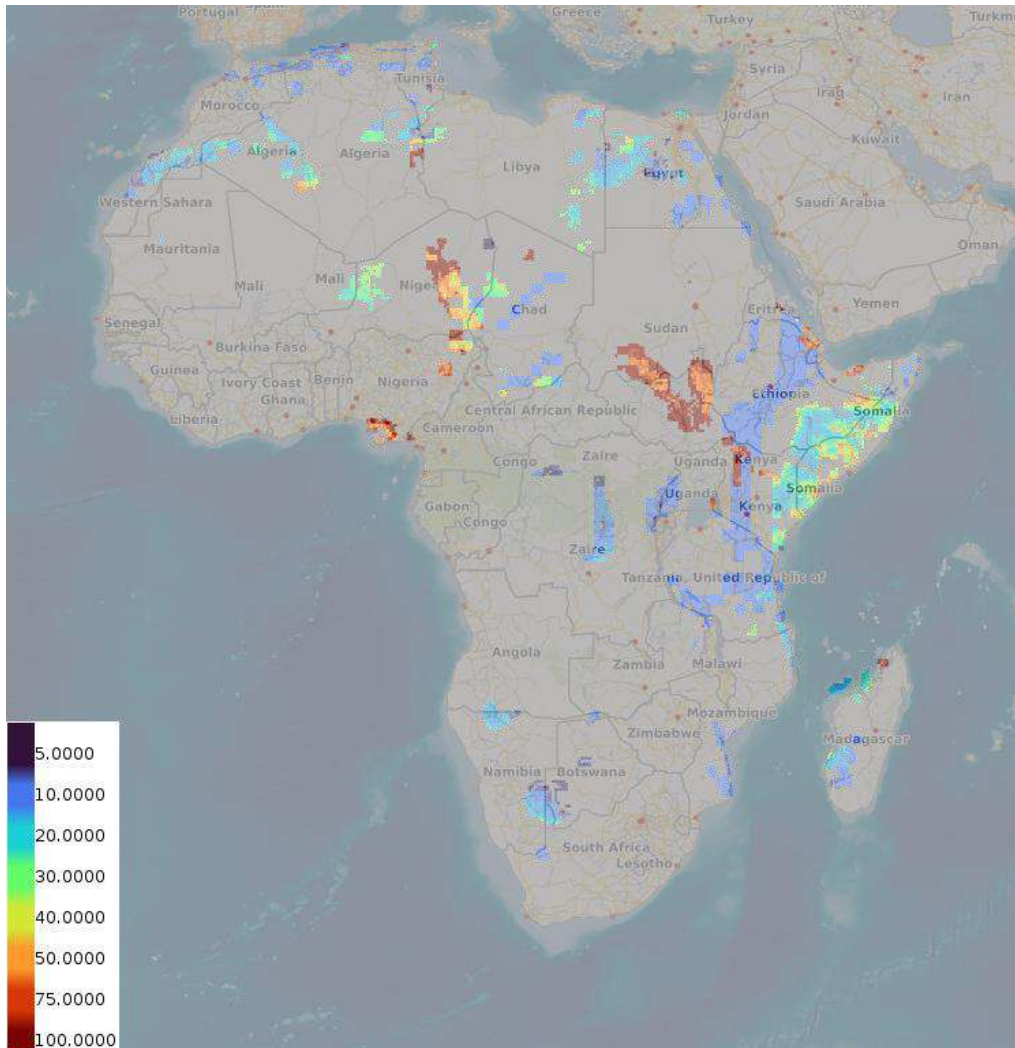 Portugal
Spain
Greece
Turkey
Turkm
Syria
Iraq
Iran
Tunisia
Morocco
Jordan
Kuwait
Algeria
Algeria
Libya
Egypt
Western Sahara
Saudi Arabia
Mauritania
Oman
Mali
Mali
Niger
Chad
Yemen
Senegal
Sudan
Eritrea
Burkina Faso
Guinea
Ivory Coast
Benin
Nigeria
Ghana
Ethiopia
Liberia
Central African Republic
Somalia
Cameroon
Congo
Zaire
Uganda
Kenya
Gabon
Uganda
Somalia
Kenya
Congo
Zaire
Tanzania, United Republic of
Angola
Zambia
Malawi
Mozambique
Zimbabwe
Madagascar
Namibia
Botswana
South Africa
Lesotho
5.0000
10.0000
20.0000
30.0000
40.0000
50.0000
75.0000
100.0000